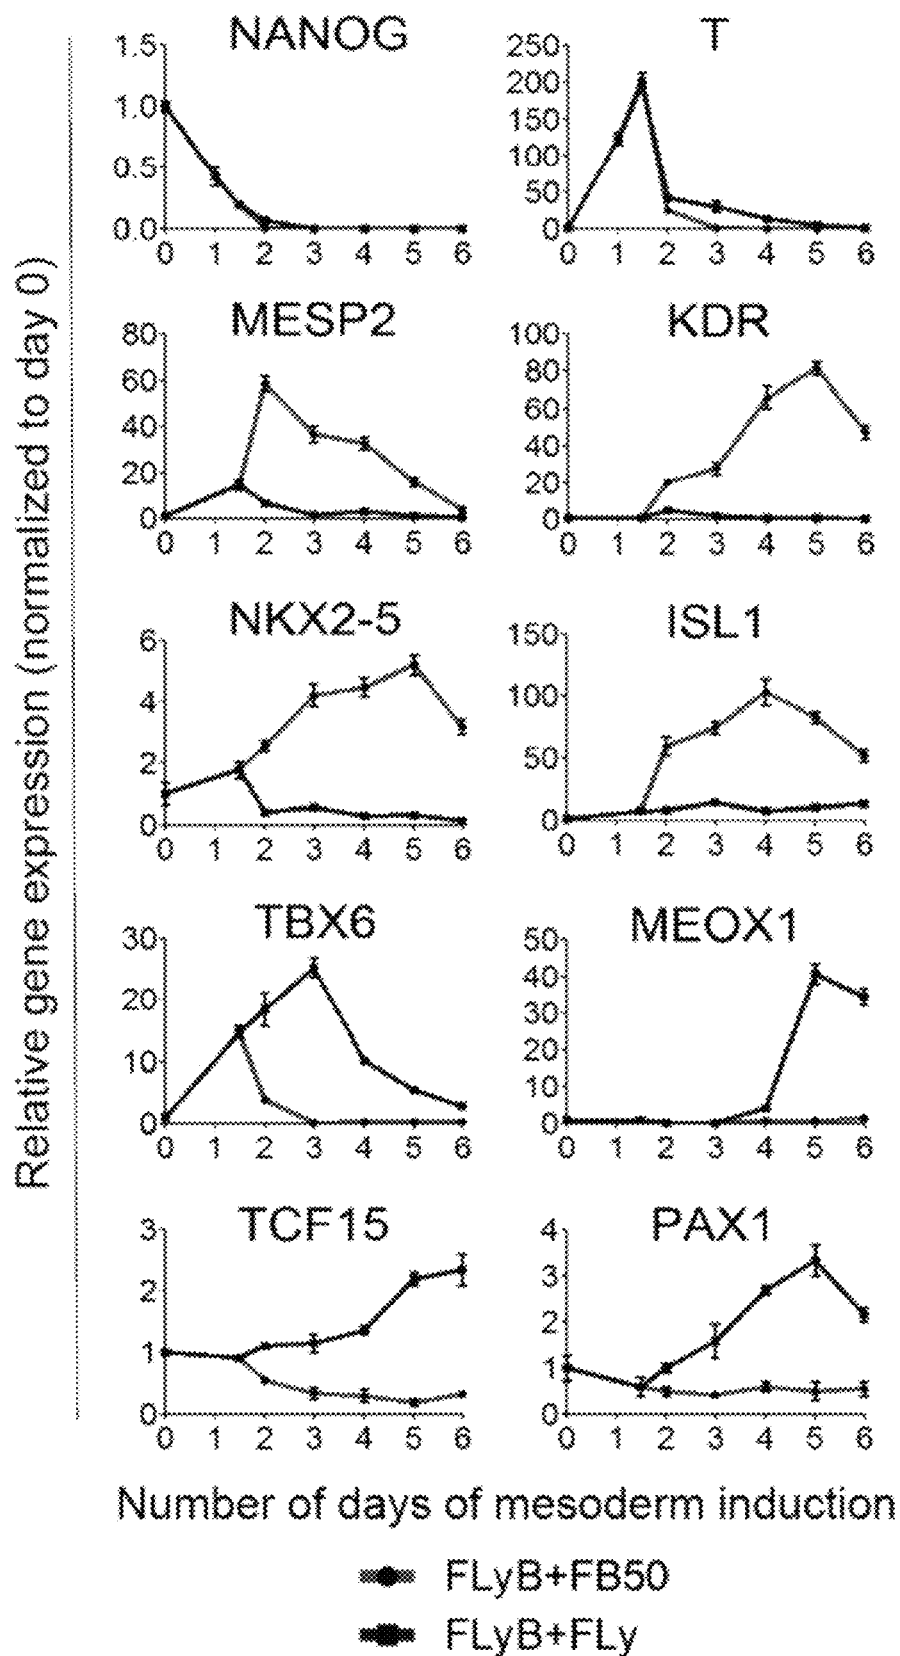 Relative gene expression (normalized to day 0)
NANOG
1.5
1.0
0.5
0.0
0 1 2 3 4 5 6
T
250
200
150
100
50
0
0 1 2 3 4 5 6
MESP2
80
60
40
20
0
0 1 2 3 4 5 6
KDR
100
80
60
40
20
0
0 1 2 3 4 5 6
NKX2-5
6
4
2
0
0 1 2 3 4 5 6
ISL1
150
100
50
0
0 1 2 3 4 5 6
TBX6
30
20
10
0
0 1 2 3 4 5 6
MEOX1
50
40
30
20
10
0
0 1 2 3 4 5 6
TCF15
3
2
1
0
0 1 2 3 4 5 6
PAX1
4
3
2
1
0
0 1 2 3 4 5 6
Number of days of mesoderm induction
FLyB+FB50
FLyB+FLy